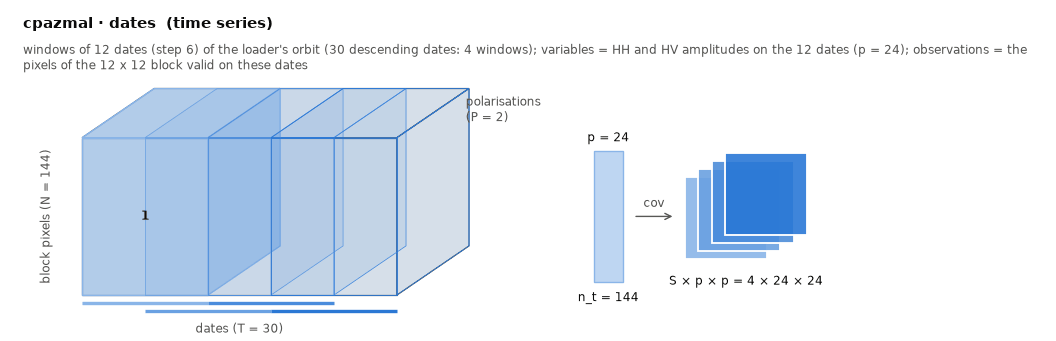 cpazmal · dates  (time series)
windows of 12 dates (step 6) of the loader's orbit (30 descending dates: 4 windows); variables = HH and HV amplitudes on the 12 dates (p = 24); observations = the
pixels of the 12 x 12 block valid on these dates
polarisations
(P = 2)
block pixels (N = 144)
1
dates (T = 30)
p = 24
cov
n_t = 144
S × p × p = 4 × 24 × 24